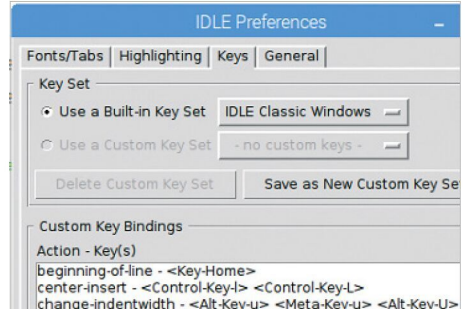 IDLE Preferences
Fonts/Tabs Highlighting Keys General
Key Set
Use a Built-in Key Set IDLE Classic Windows
Use a Custom Key Set - no custom keys -
Delete Custom Key Set Save as New Custom Key Se
Custom Key Bindings
Action - Key(s)
beginning-of-line - <Key-Home>
center-insert - <Control-Key-l> <Control-Key-L>
change-indentwidth - <Alt-Key-u> <Meta-Key-u> <Alt-Key-U>